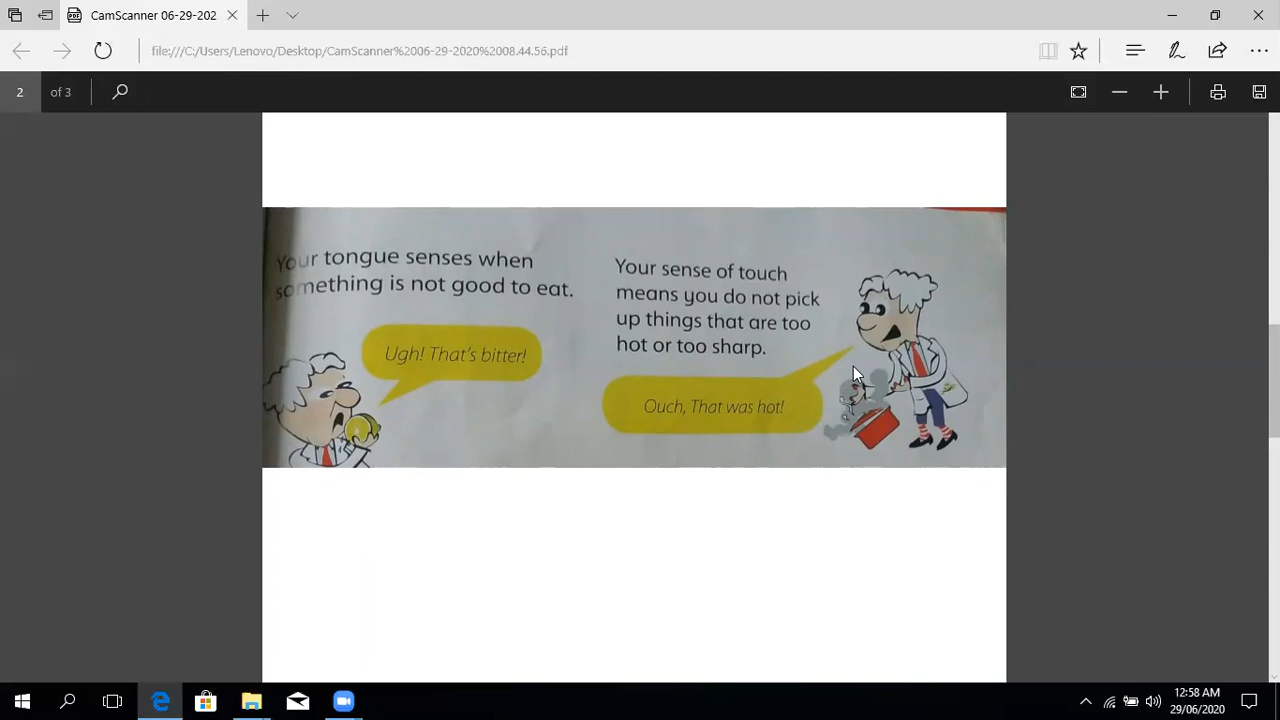 CamScanner 06-29-202
file:///C:/Users/Lenovo/Desktop/CamScanner%2006-29-2020%2008.44.56.pdf
2 of 3
Your tongue senses when
something is not good to eat.
Ugh! That's bitter!
Your sense of touch
means you do not pick
up things that are too
hot or too sharp.
Ouch, That was hot!
12:58 AM
29/06/2020